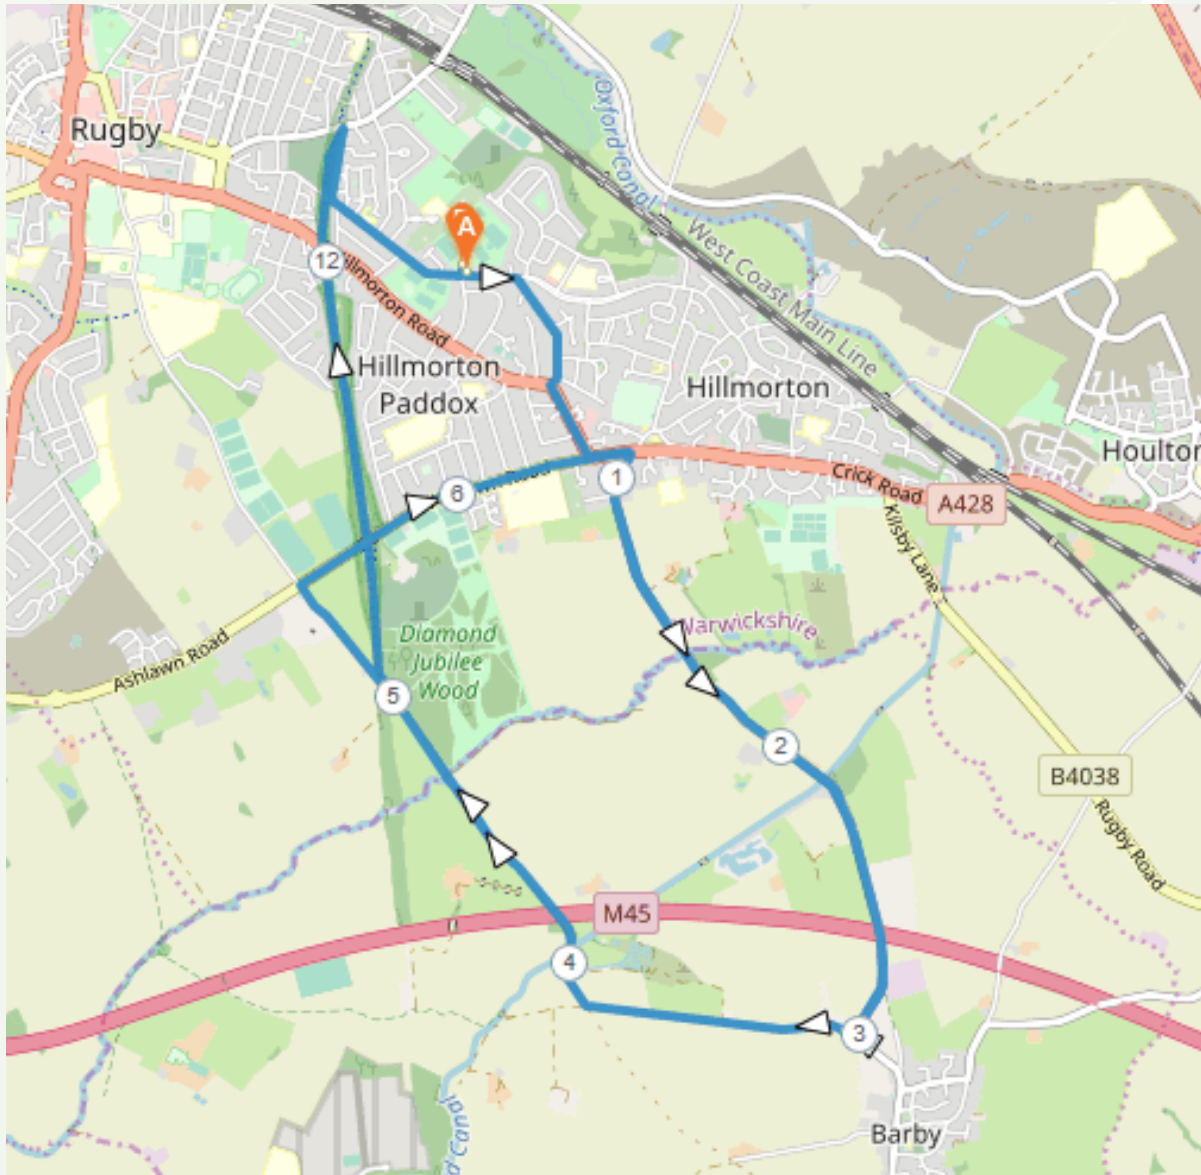 Rugby
Oxford Canal
A
West Coast Main Line
12
Hillmorton Road
Hillmorton
Paddox
Hillmorton
Houlton
6
Road
1
Crick Road
A428
Kilsby Lane
Warwickshire
Diamond
Jubilee
Wood
Ashlawn Road
5
2
B4038
Rugby Road
M45
4
3
Canal
Barby